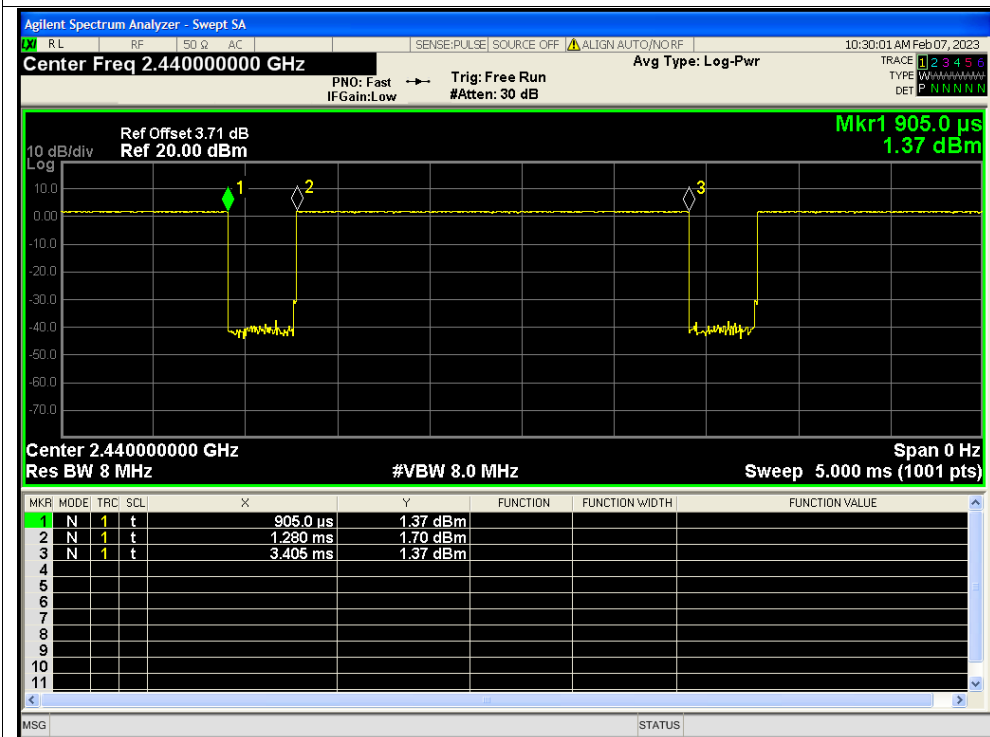 Agilent Spectrum Analyzer - Swept SA
LXI RL RF 50 Ω AC SENSE:PULSE SOURCE OFF ALIGN AUTO/NO RF 10:30:01 AM Feb 07, 2023
Center Freq 2.440000000 GHz Avg Type: Log-Pwr TRACE 1 2 3 4 5 6
PNO: Fast Trig: Free Run TYPE WWWWWW
IFGain:Low #Atten: 30 dB DET P N N N N N
Mkr1 905.0 µs
1.37 dBm
Ref Offset 3.71 dB
10 dB/div Ref 20.00 dBm
Log
10.0
0.00
-10.0
-20.0
-30.0
-40.0
-50.0
-60.0
-70.0
1 2 3
Center 2.440000000 GHz Span 0 Hz
Res BW 8 MHz #VBW 8.0 MHz Sweep 5.000 ms (1001 pts)
MKR MODE TRC SCL X Y FUNCTION FUNCTION WIDTH FUNCTION VALUE
1 N 1 t 905.0 µs 1.37 dBm
2 N 1 t 1.280 ms 1.70 dBm
3 N 1 t 3.405 ms 1.37 dBm
4
5
6
7
8
9
10
11
MSG STATUS